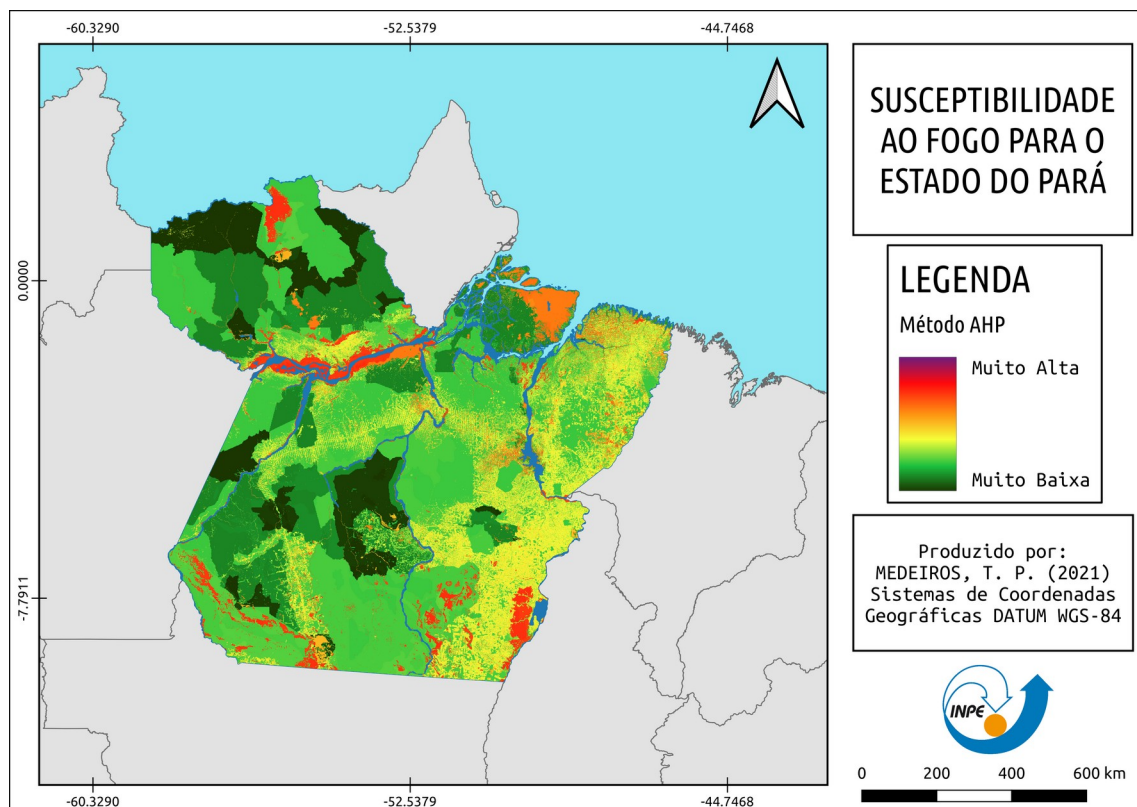 -60.3290
-52.5379
-44.7468
0.0000
-7.7911
-60.3290
-52.5379
-44.7468
SUSCEPTIBILIDADE
AO FOGO PARA O
ESTADO DO PARÁ
LEGENDA
Método AHP
Muito Alta
Muito Baixa
Produzido por:
MEDEIROS, T. P. (2021)
Sistemas de Coordenadas
Geográficas DATUM WGS-84
INPE
0 200 400 600 km